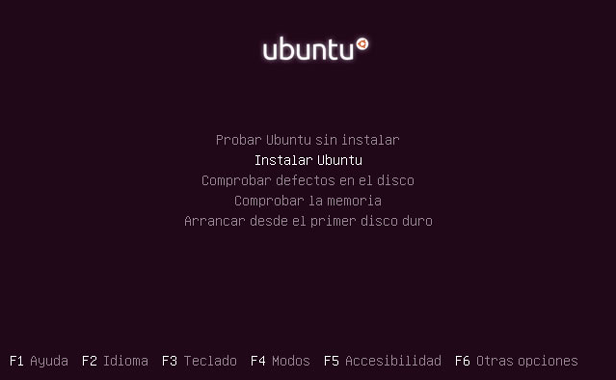 ubuntu
Probar Ubuntu sin instalar
Instalar Ubuntu
Comprobar defectos en el disco
Comprobar la memoria
Arrancar desde el primer disco duro
F1 Ayuda F2 Idioma F3 Teclado F4 Modos F5 Accesibilidad F6 Otras opciones